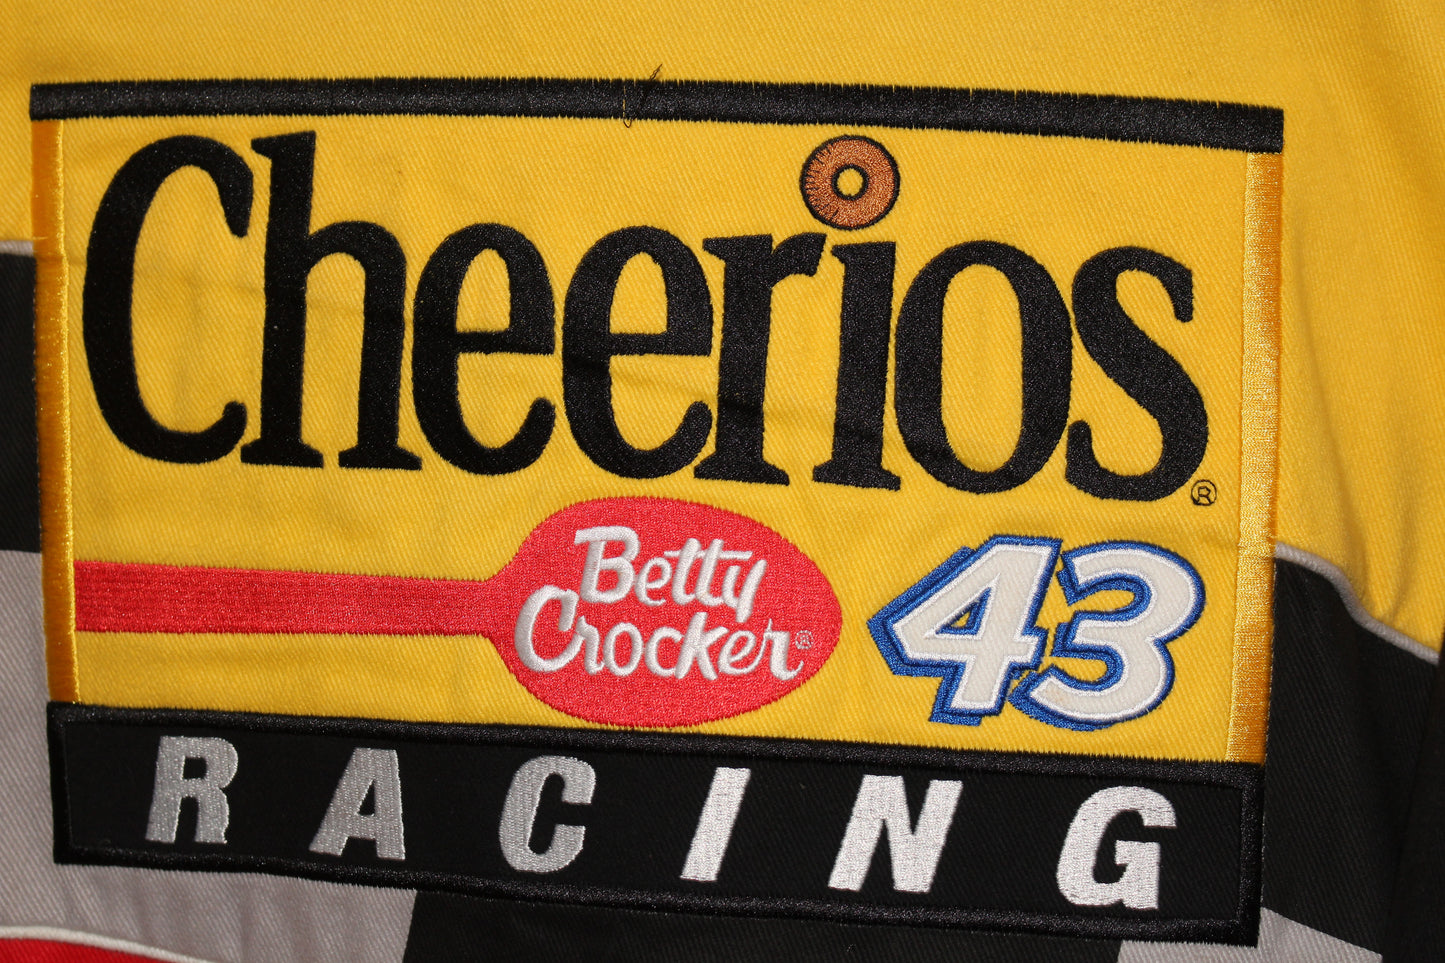 Cheerios®
Betty
Crocker®
43
RACING